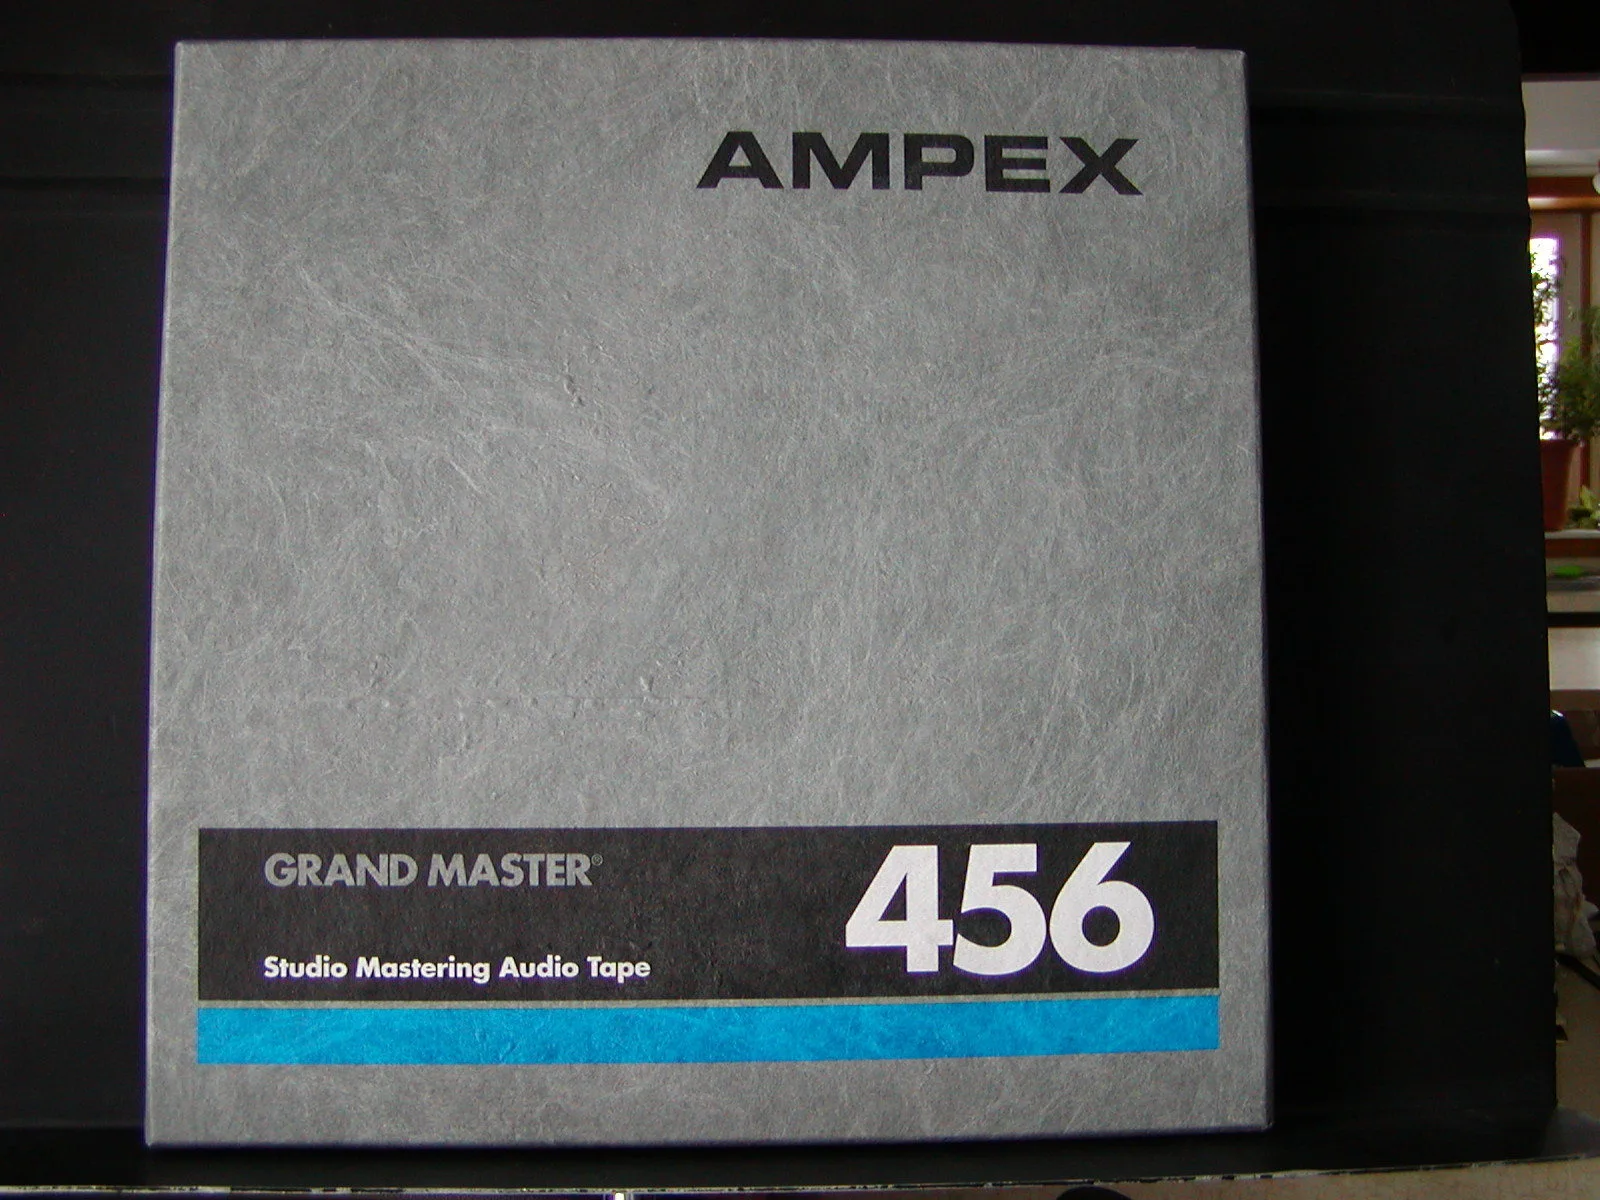 AMPEX
GRAND MASTER®
456
Studio Mastering Audio Tape